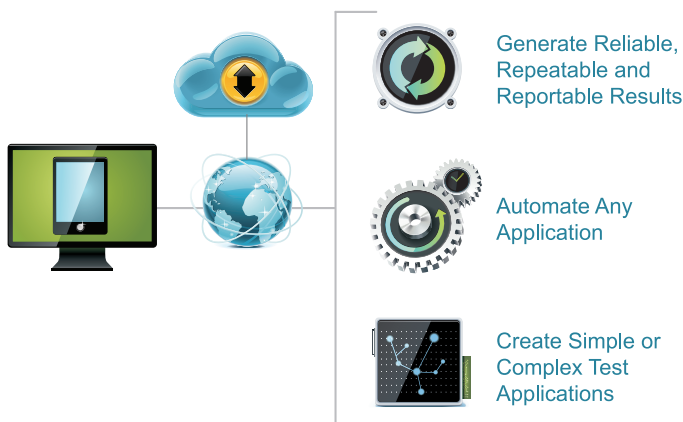 Generate Reliable,
Repeatable and
Reportable Results
Automate Any
Application
Create Simple or
Complex Test
Applications